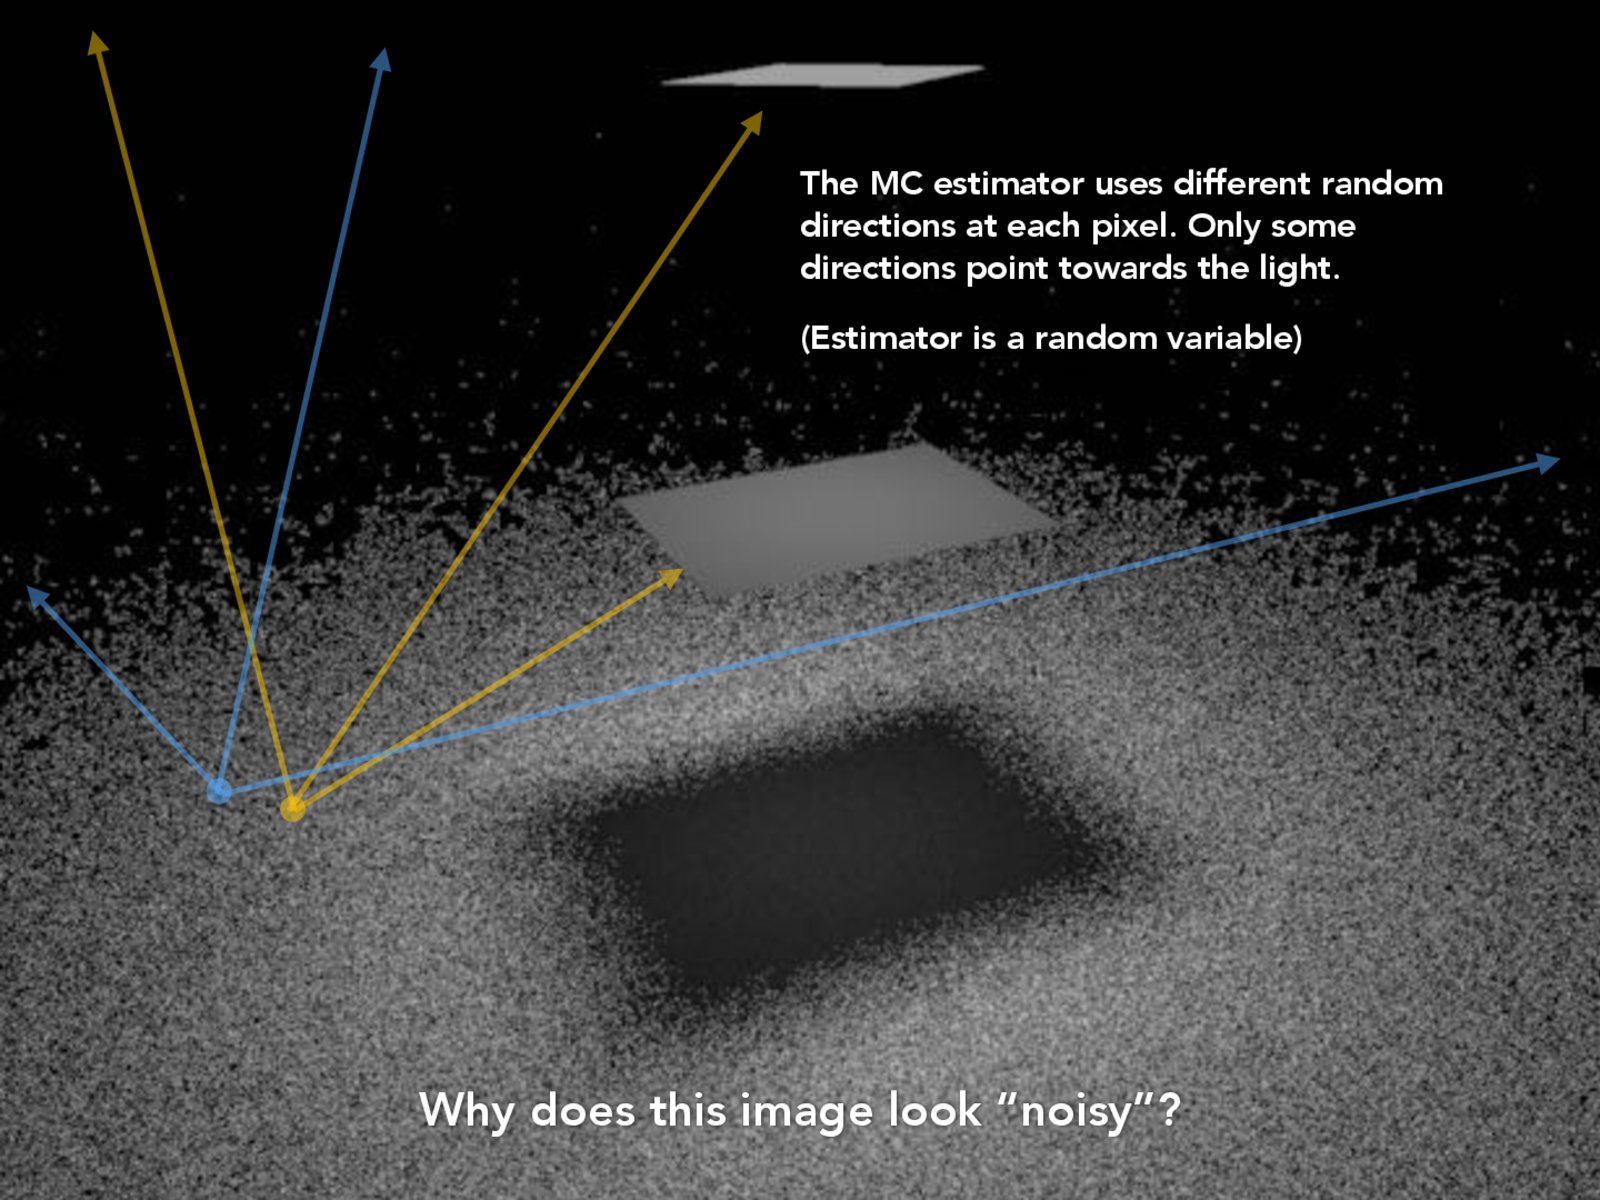 The MC estimator uses different random
directions at each pixel. Only some
directions point towards the light.
(Estimator is a random variable)
Why does this image look “noisy”?